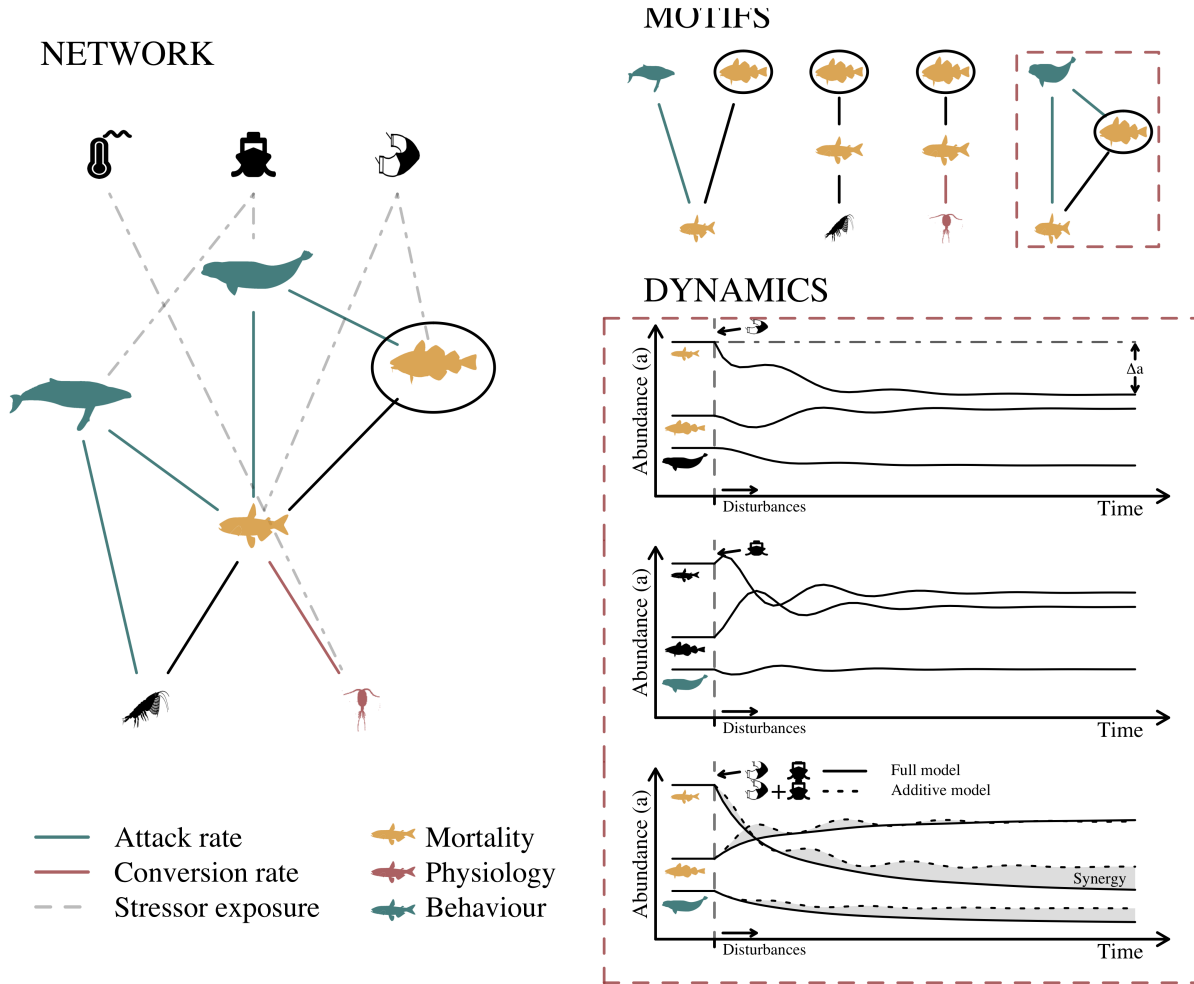 NETWORK
Attack rate
Conversion rate
Stressor exposure
Mortality
Physiology
Behaviour
MOTIFS
DYNAMICS
Abundance (a)
Δa
Disturbances
Time
Abundance (a)
Disturbances
Time
Abundance (a)
+
Full model
Additive model
Synergy
Disturbances
Time